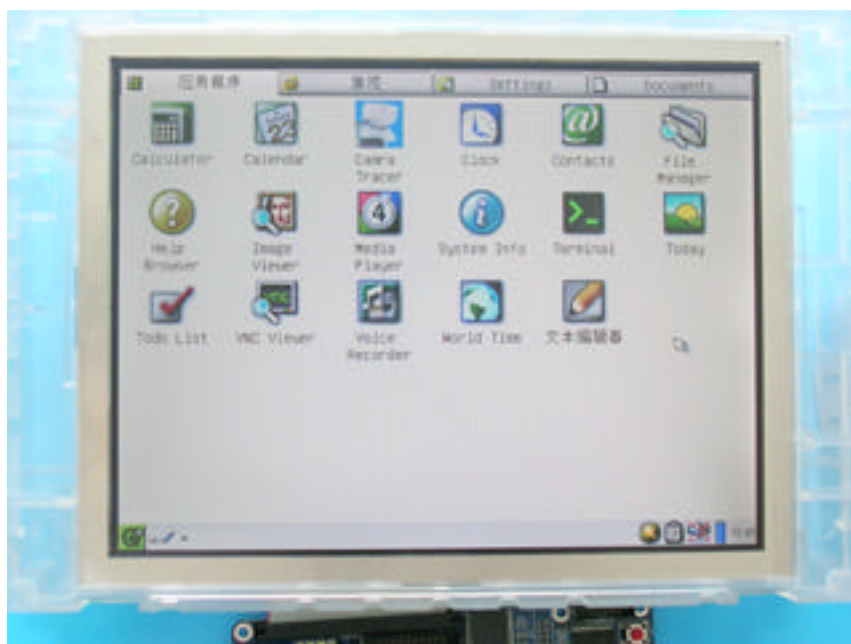 应用程序 游戏 Settings Documents
Calculator Calendar Camra Tracer Clock Contacts File Manager
Help Browser Image Viewer Media Player System Info Terminal Today
Todo List VNC Viewer Voice Recorder World Time 文本编辑器